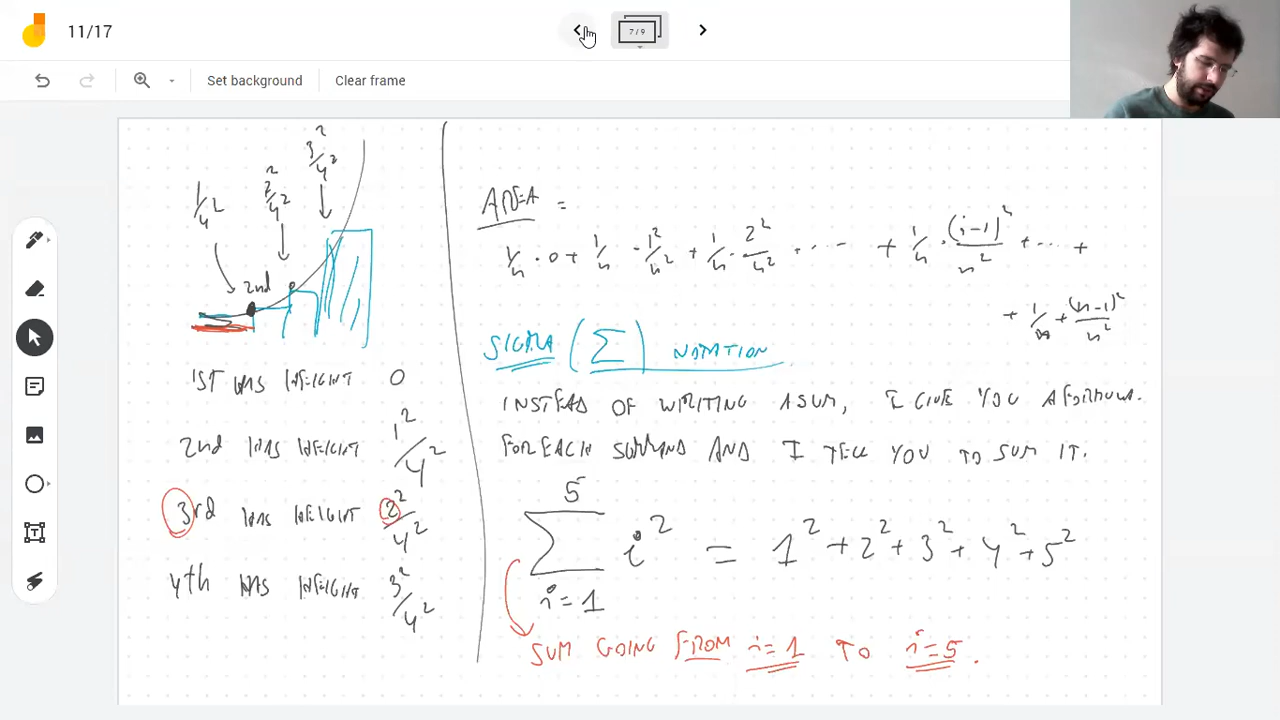 11/17
7 / 9
Set background
Clear frame
1/4²
2²/4²
3²/4²
2nd
1ST HAS HEIGHT 0
2nd HAS HEIGHT 1²/4²
3rd HAS HEIGHT 2²/4²
4th HAS HEIGHT 3²/4²
AREA =
1/n · 0 + 1/n · 1²/n² + 1/n · 2²/n² + ... + 1/n · (i-1)²/n² + ... +
+ 1/n + (n-1)²/n²
SIGMA (Σ) NOTATION
INSTEAD OF WRITING A SUM, I GIVE YOU A FORMULA.
FOR EACH SUMMAND AND I TELL YOU TO SUM IT.
5
Σ i² = 1² + 2² + 3² + 4² + 5²
i=1
SUM GOING FROM i=1 TO i=5.